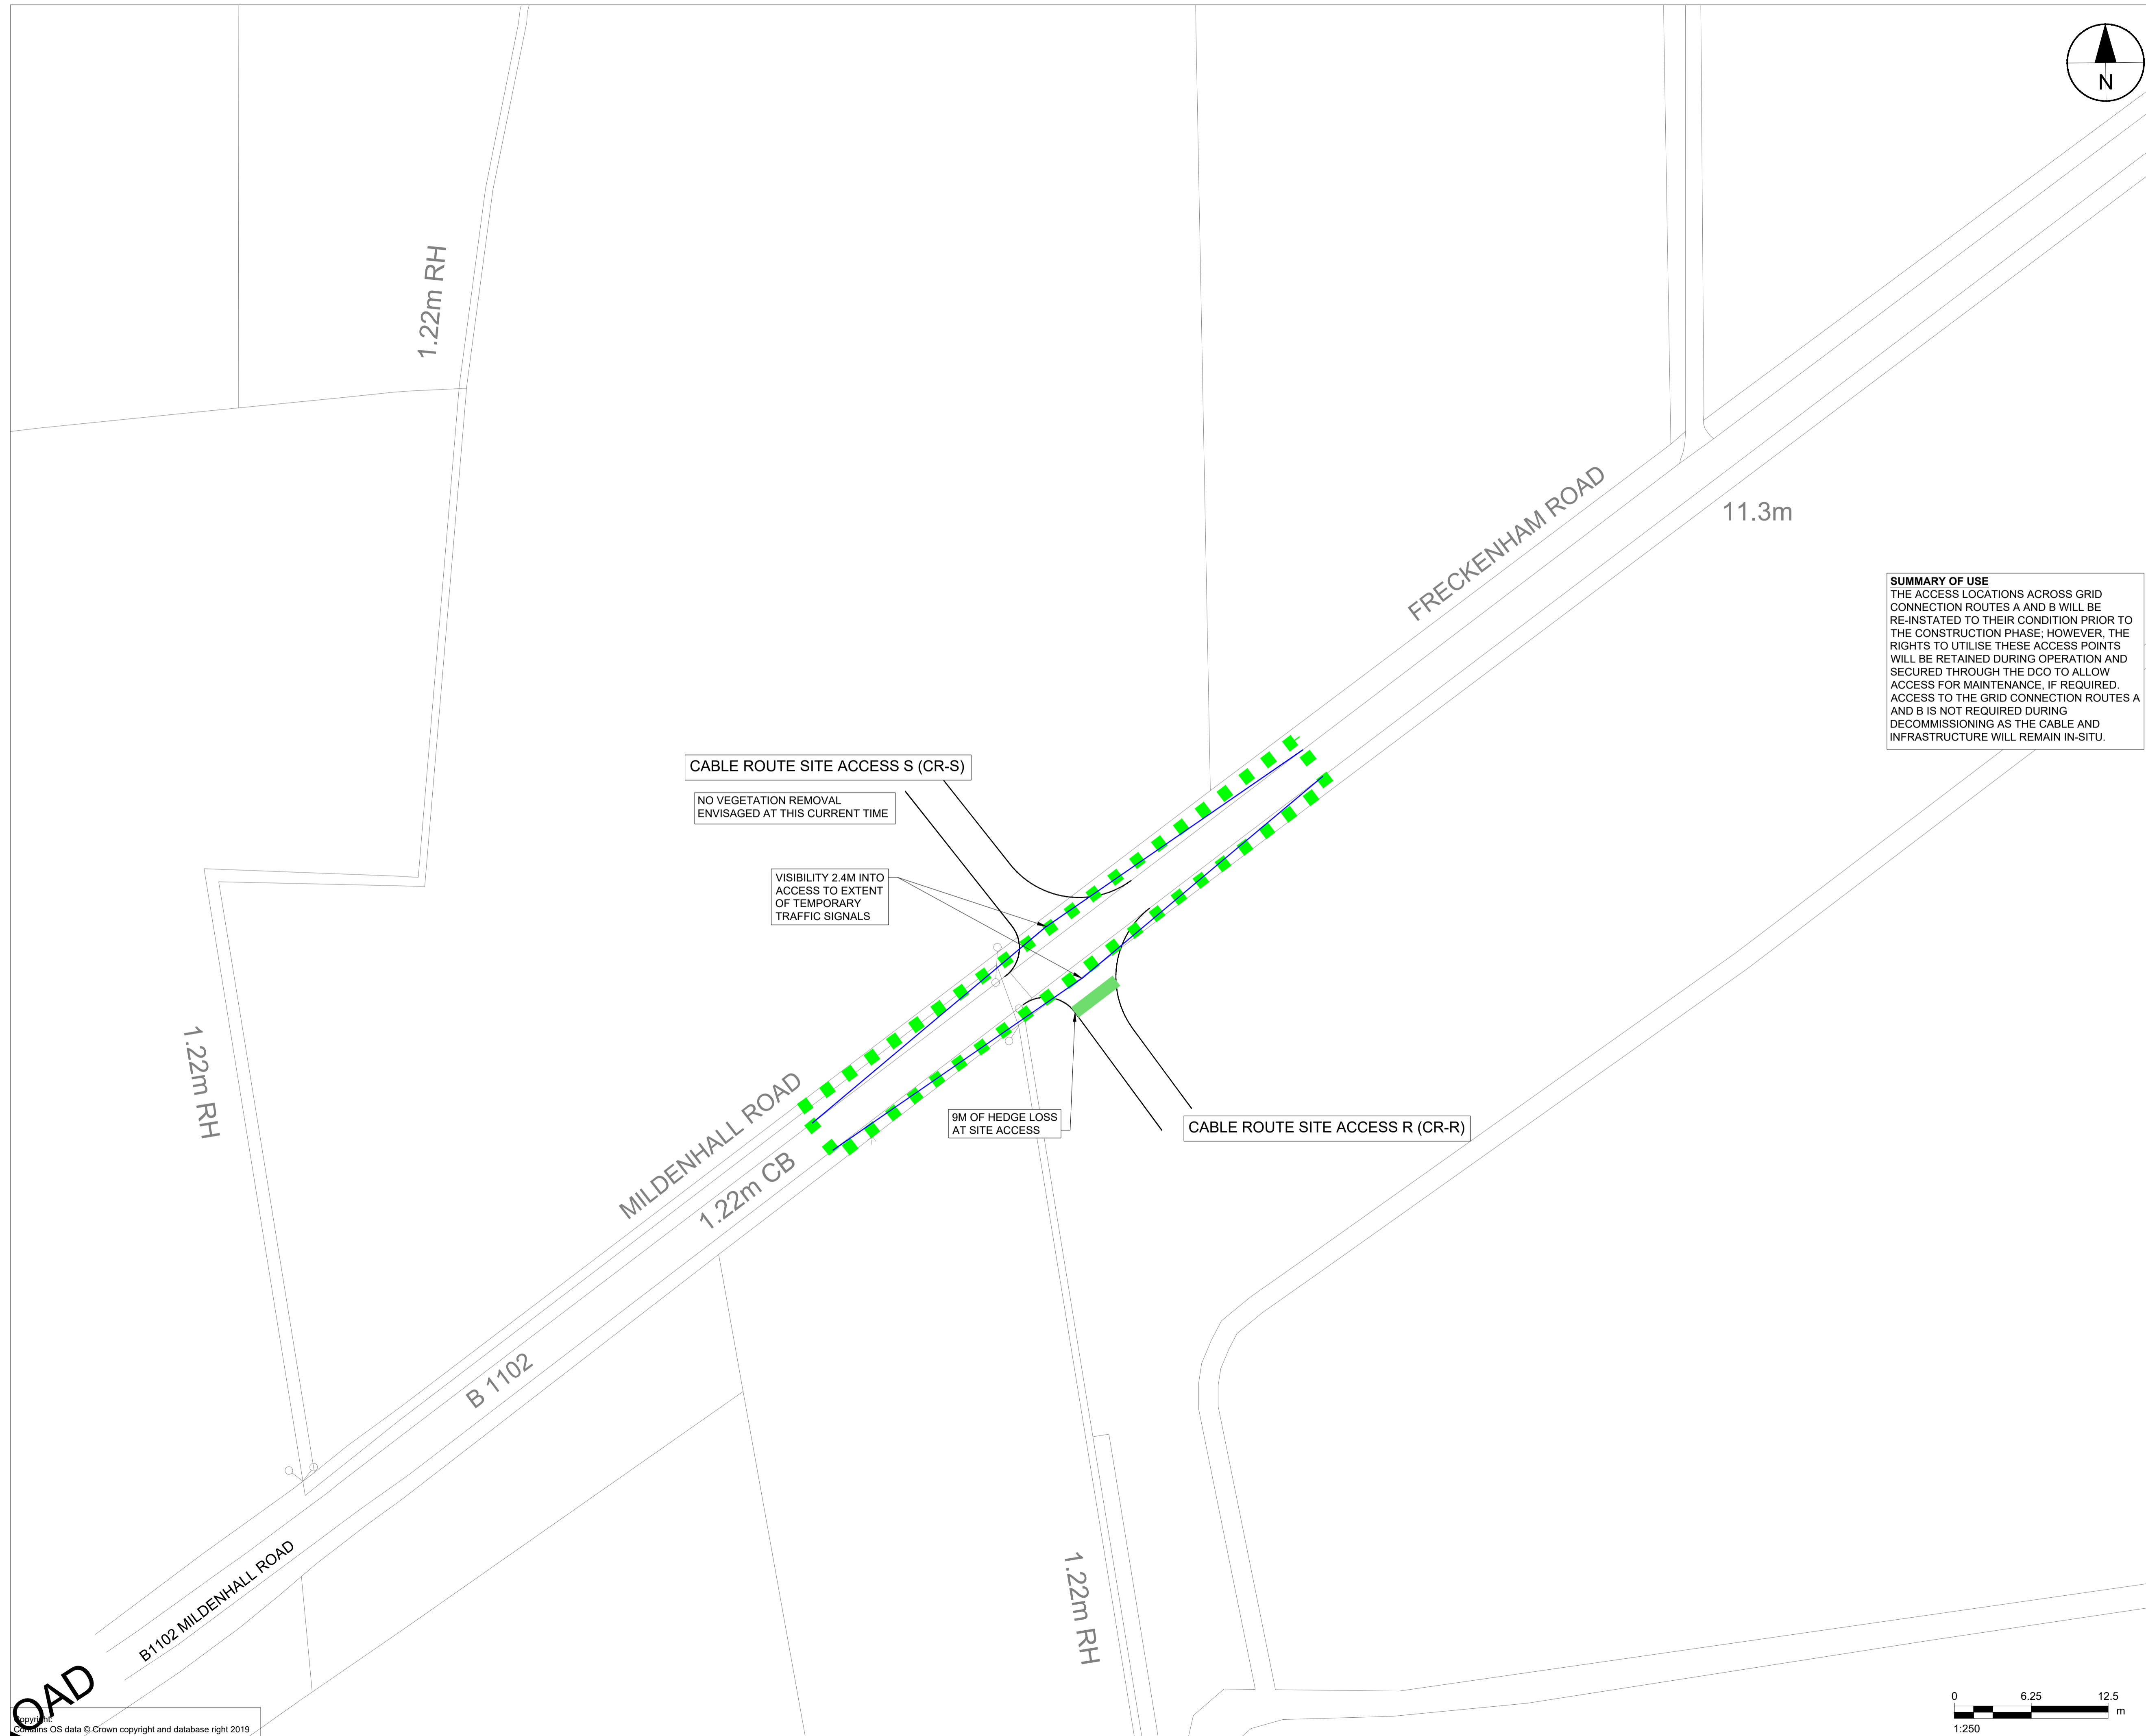 N
1.22m RH
FRECKENHAM ROAD
11.3m
SUMMARY OF USE
THE ACCESS LOCATIONS ACROSS GRID
CONNECTION ROUTES A AND B WILL BE
RE-INSTATED TO THEIR CONDITION PRIOR TO
THE CONSTRUCTION PHASE; HOWEVER, THE
RIGHTS TO UTILISE THESE ACCESS POINTS
WILL BE RETAINED DURING OPERATION AND
SECURED THROUGH THE DCO TO ALLOW
ACCESS FOR MAINTENANCE, IF REQUIRED.
ACCESS TO THE GRID CONNECTION ROUTES A
AND B IS NOT REQUIRED DURING
DECOMMISSIONING AS THE CABLE AND
INFRASTRUCTURE WILL REMAIN IN-SITU.
CABLE ROUTE SITE ACCESS S (CR-S)
NO VEGETATION REMOVAL
ENVISAGED AT THIS CURRENT TIME
VISIBILITY 2.4M INTO
ACCESS TO EXTENT
OF TEMPORARY
TRAFFIC SIGNALS
1.22m RH
MILDENHALL ROAD
9M OF HEDGE LOSS
AT SITE ACCESS
CABLE ROUTE SITE ACCESS R (CR-R)
1.22m CB
B 1102
1.22m RH
B1102 MILDENHALL ROAD
OAD
Copyright:
Contains OS data © Crown copyright and database right 2019
0 6.25 12.5
m
1:250